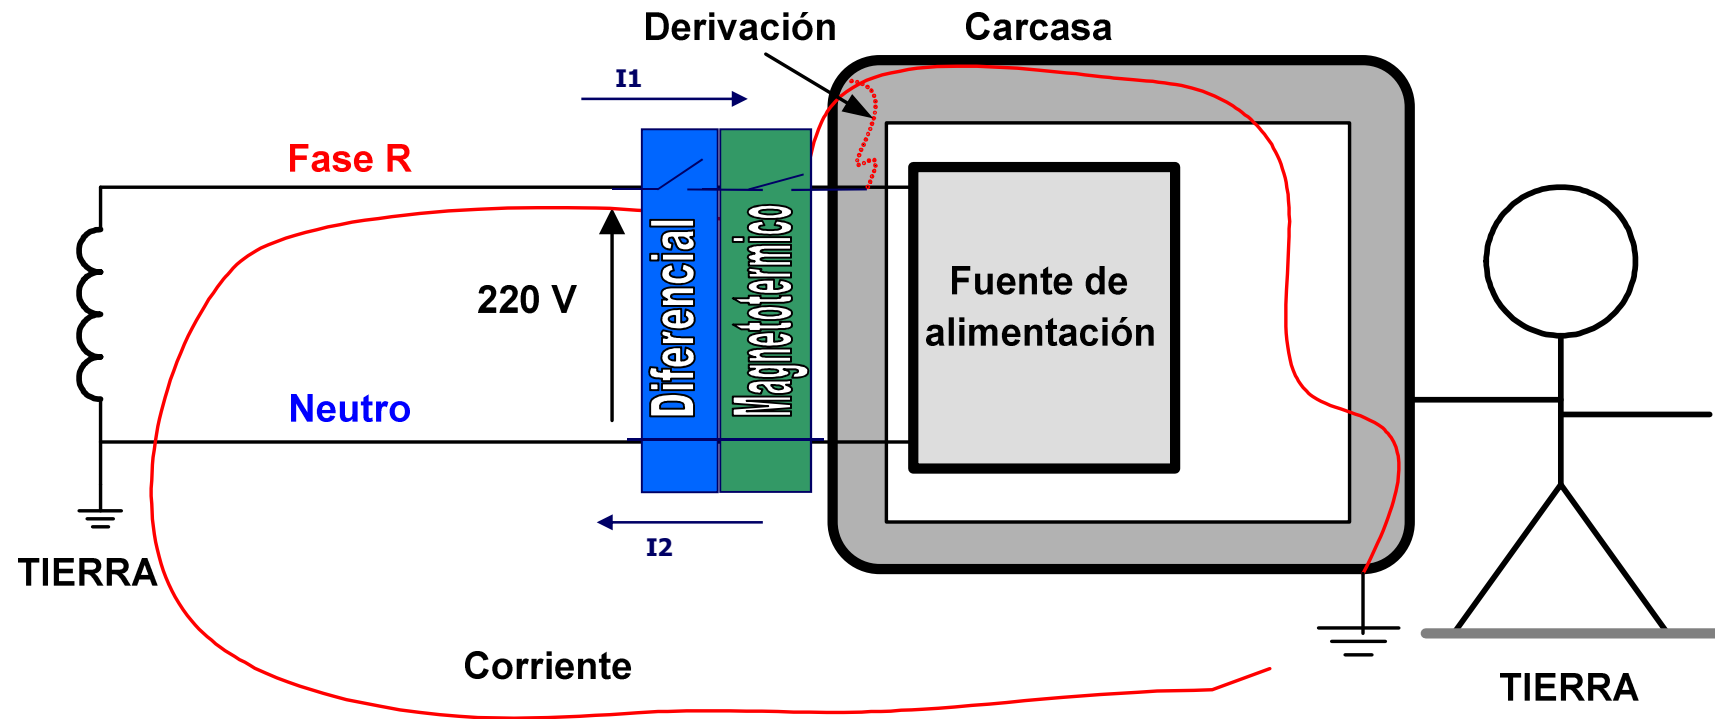 Derivación
Carcasa
I1
Fase R
Diferencial
Magnetotermico
220 V
Fuente de
alimentación
Neutro
I2
TIERRA
Corriente
TIERRA